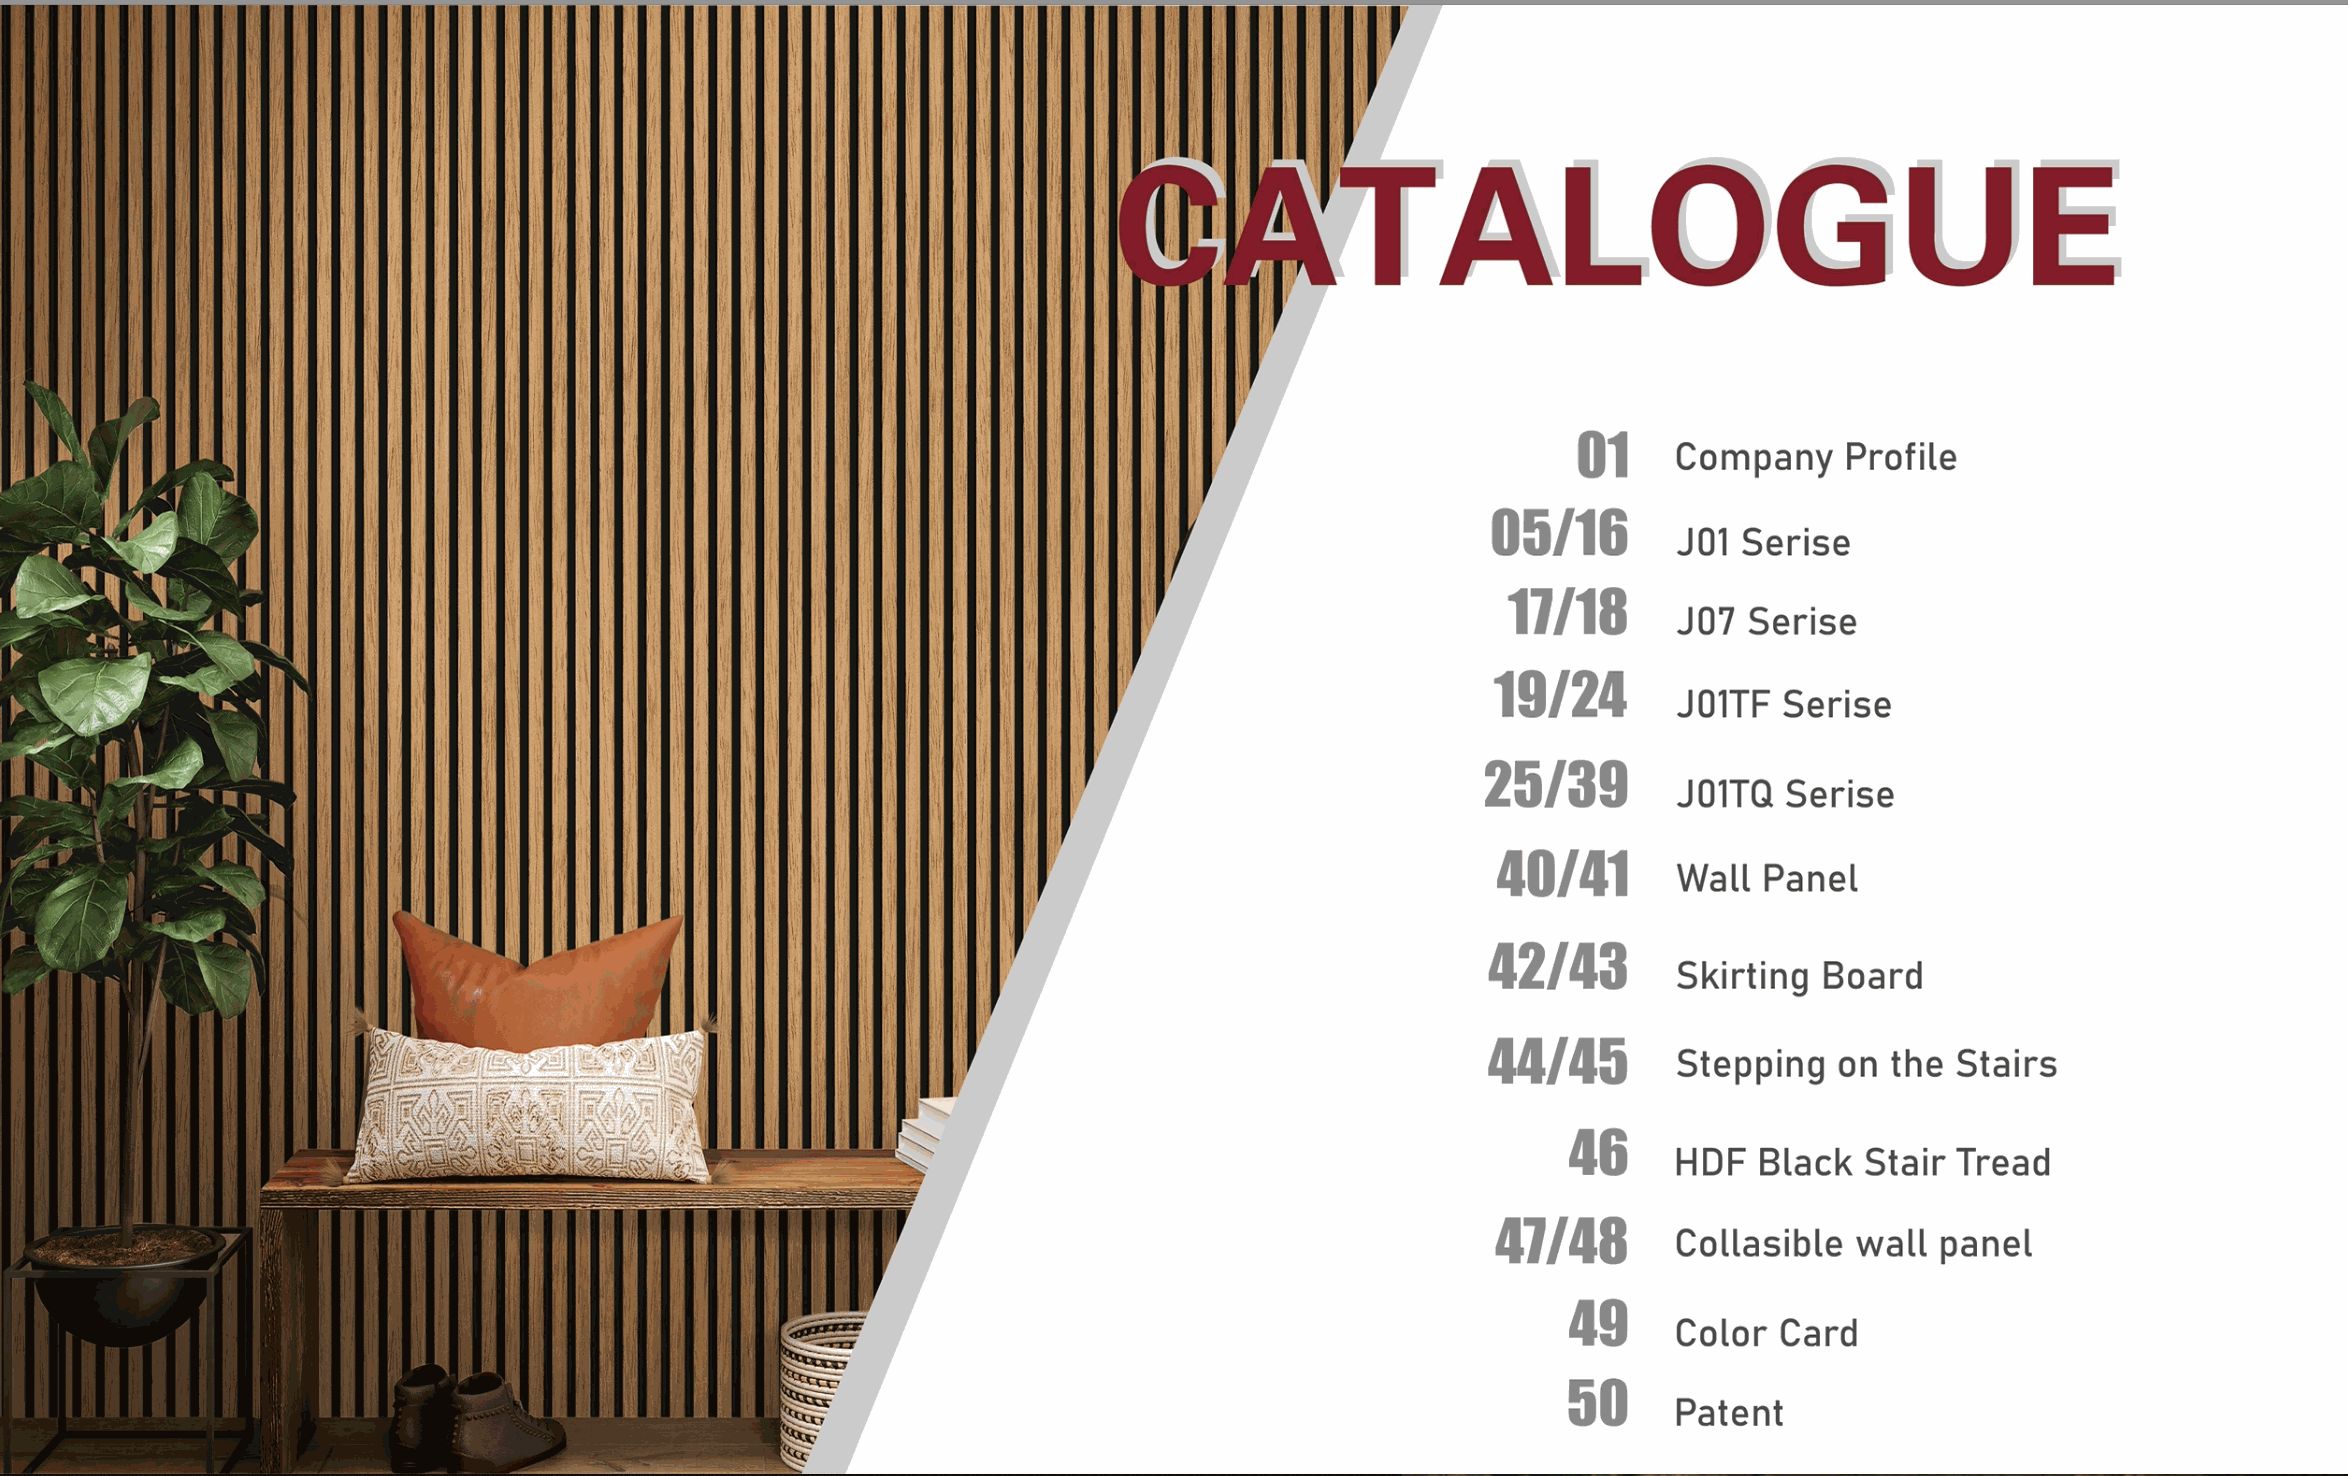 CATALOGUE
01 Company Profile
05/16 J01 Serise
17/18 J07 Serise
19/24 J01TF Serise
25/39 J01TQ Serise
40/41 Wall Panel
42/43 Skirting Board
44/45 Stepping on the Stairs
46 HDF Black Stair Tread
47/48 Collasible wall panel
49 Color Card
50 Patent